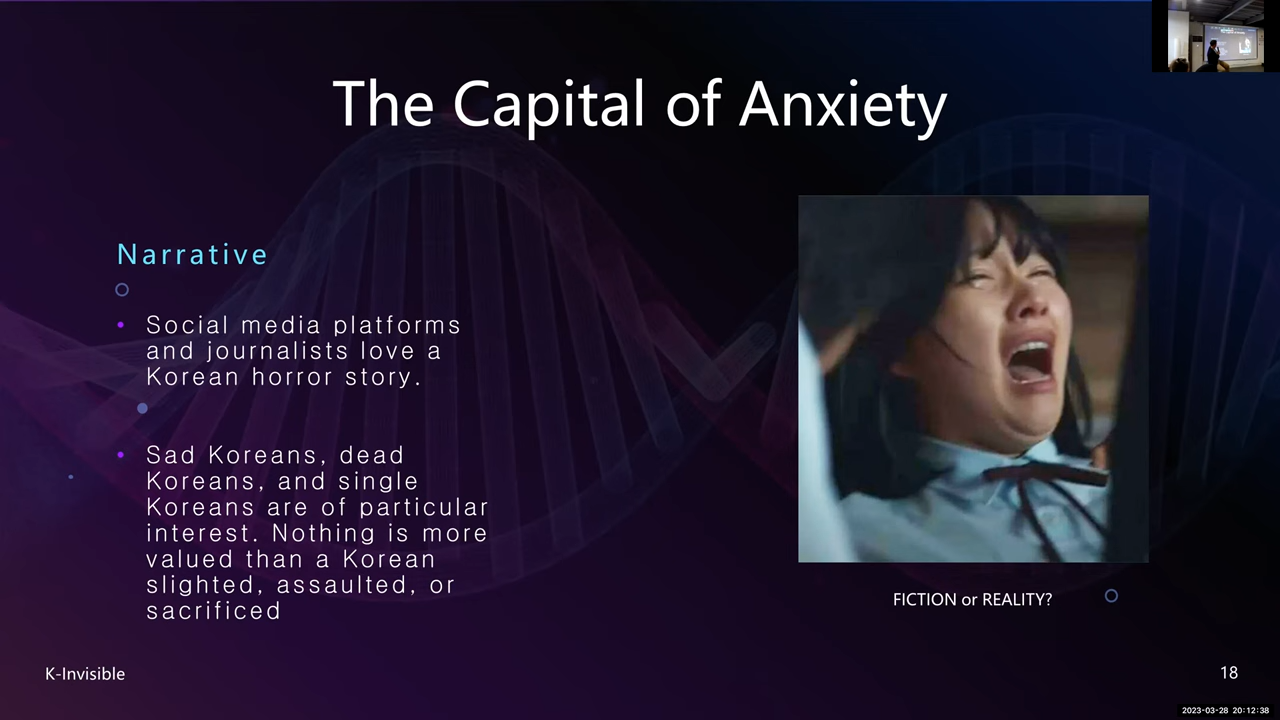 The Capital of Anxiety
Narrative
Social media platforms
and journalists love a
Korean horror story.
Sad Koreans, dead
Koreans, and single
Koreans are of particular
interest. Nothing is more
valued than a Korean
slighted, assaulted, or
sacrificed
FICTION or REALITY?
K-Invisible
18
2023-03-28 20:12:38